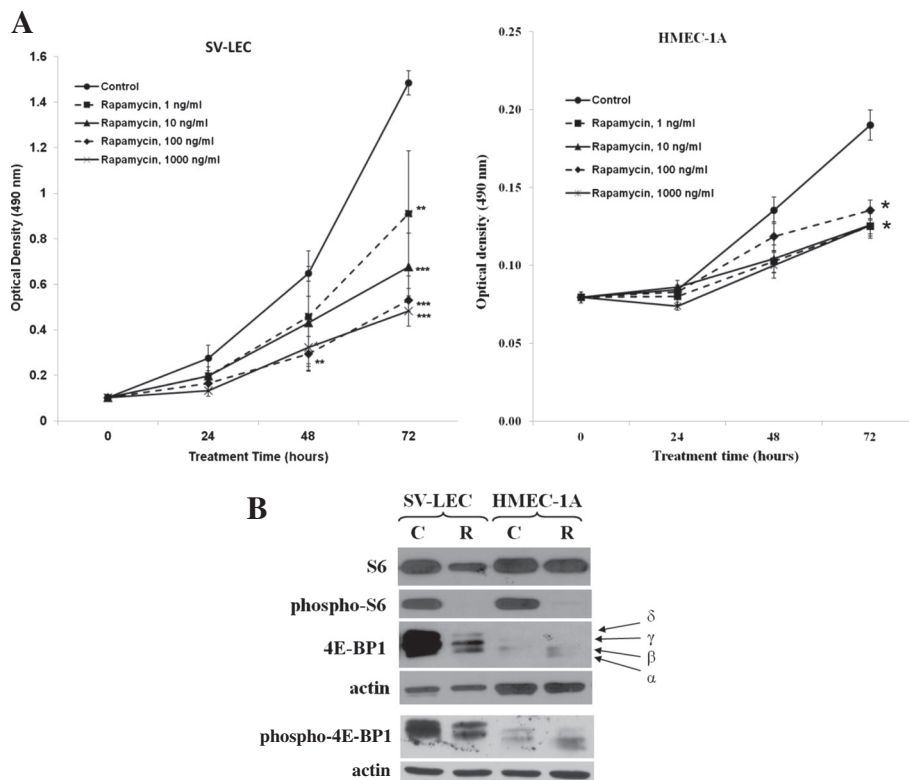 A
SV-LEC
1.6
1.4
1.2
1
0.8
0.6
0.4
0.2
0
Optical Density (490 nm)
Control
Rapamycin, 1 ng/ml
Rapamycin, 10 ng/ml
Rapamycin, 100 ng/ml
Rapamycin, 1000 ng/ml
**
***
***
***
**
0 24 48 72
Treatment Time (hours)
HMEC-1A
0.25
0.20
0.15
0.10
0.05
0.00
Optical density (490 nm)
Control
Rapamycin, 1 ng/ml
Rapamycin, 10 ng/ml
Rapamycin, 100 ng/ml
Rapamycin, 1000 ng/ml
*
*
0 24 48 72
Treatment time (hours)
B
SV-LEC HMEC-1A
C R C R
S6
phospho-S6
4E-BP1
δ
γ
β
α
actin
phospho-4E-BP1
actin